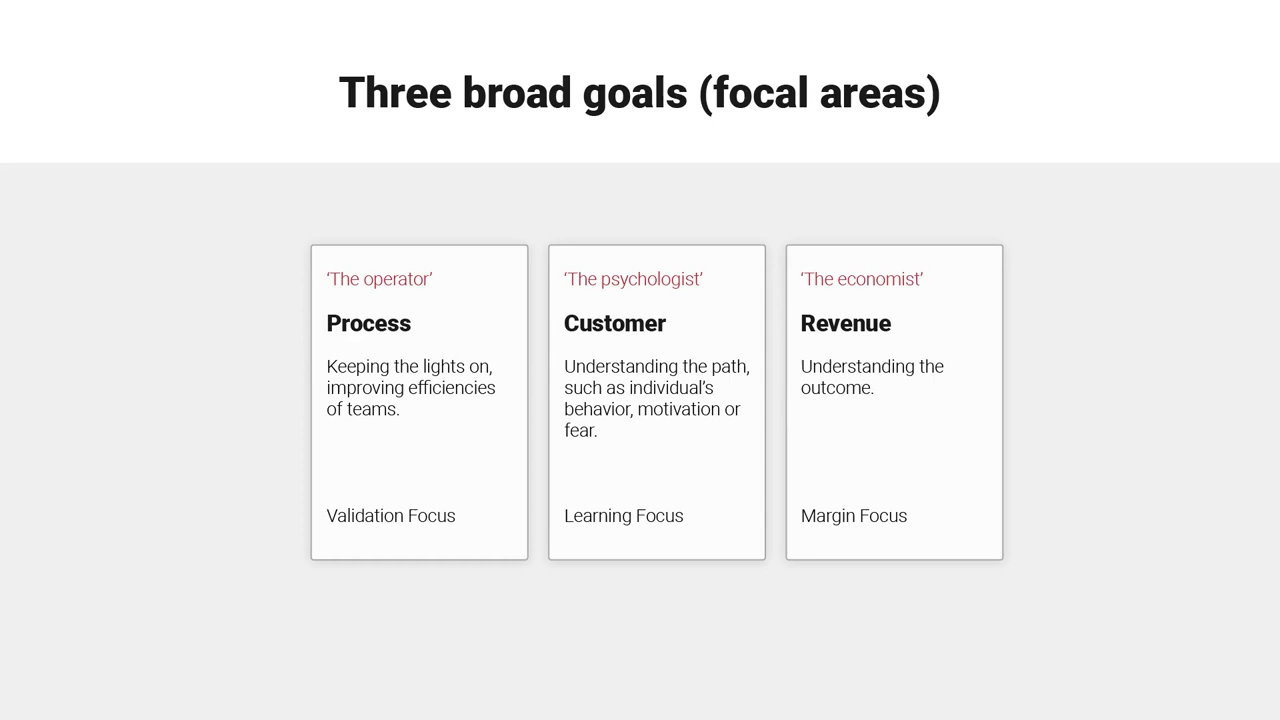 Three broad goals (focal areas)
‘The operator’
Process
Keeping the lights on,
improving efficiencies
of teams.
Validation Focus
‘The psychologist’
Customer
Understanding the path,
such as individual’s
behavior, motivation or
fear.
Learning Focus
‘The economist’
Revenue
Understanding the
outcome.
Margin Focus